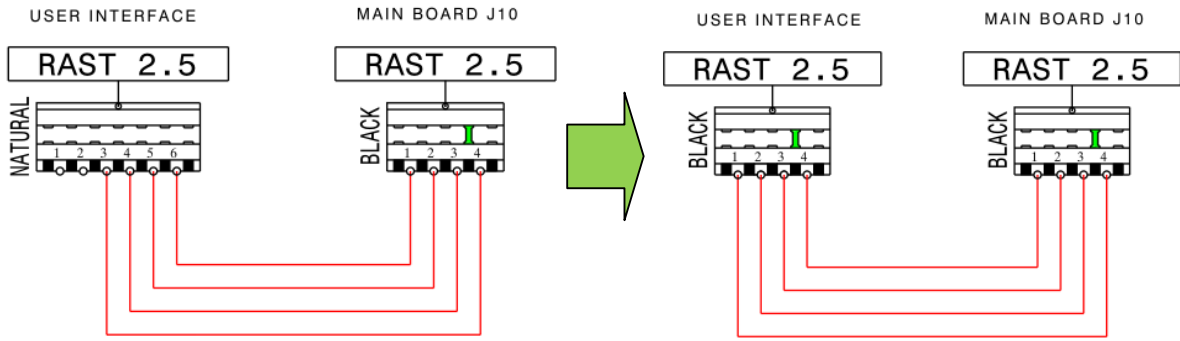 USER INTERFACE
MAIN BOARD J10
RAST 2.5
RAST 2.5
NATURAL
1 2 3 4 5 6
BLACK
1 2 3 4
USER INTERFACE
MAIN BOARD J10
RAST 2.5
RAST 2.5
BLACK
1 2 3 4
BLACK
1 2 3 4